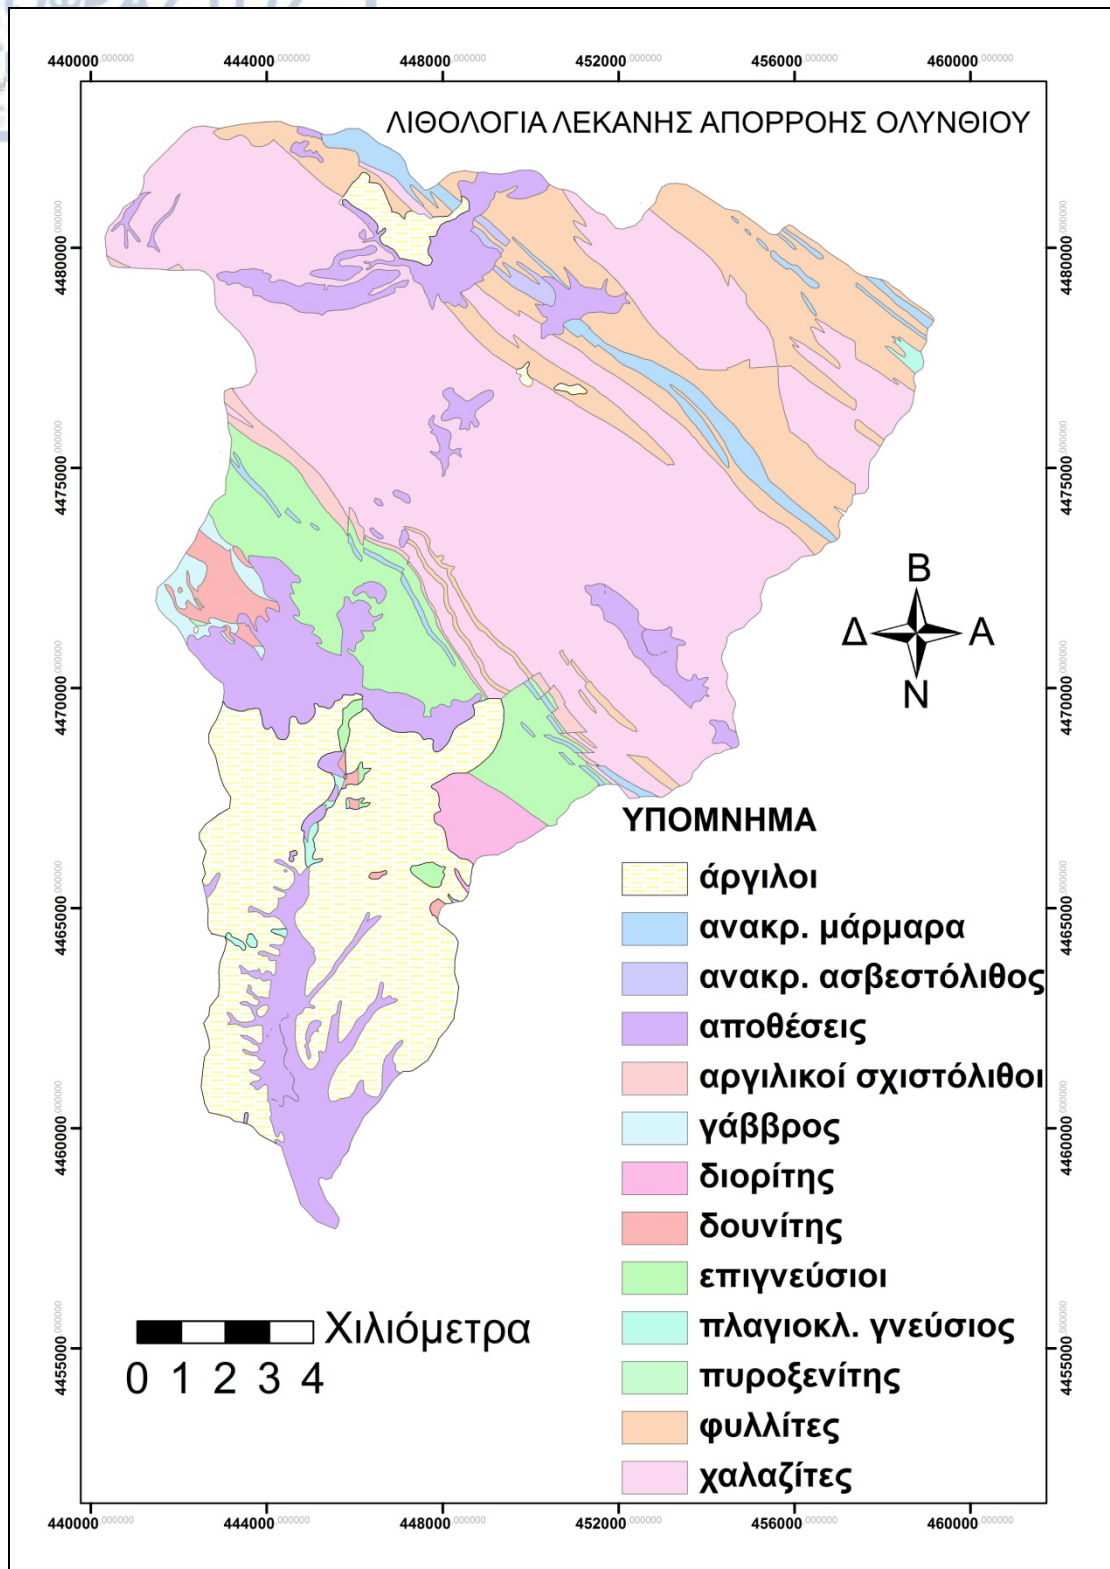 440000,000000 444000,000000 448000,000000 452000,000000 456000,000000 460000,000000
ΛΙΘΟΛΟΓΙΑ ΛΕΚΑΝΗΣ ΑΠΟΡΡΟΗΣ ΟΛΥΝΘΙΟΥ
4480000,000000 4480000,000000
4475000,000000 4475000,000000
Β
Δ Α
Ν
4470000,000000 4470000,000000
ΥΠΟΜΝΗΜΑ
άργιλοι
4465000,000000 4465000,000000
ανακρ. μάρμαρα
ανακρ. ασβεστόλιθος
αποθέσεις
αργιλικοί σχιστόλιθοι
γάββρος
4460000,000000 4460000,000000
διορίτης
δουνίτης
επιγνεύσιοι
πλαγιοκλ. γνεύσιος
Χιλιόμετρα
0 1 2 3 4
4455000,000000 4455000,000000
πυροξενίτης
φυλλίτες
χαλαζίτες
440000,000000 444000,000000 448000,000000 452000,000000 456000,000000 460000,000000